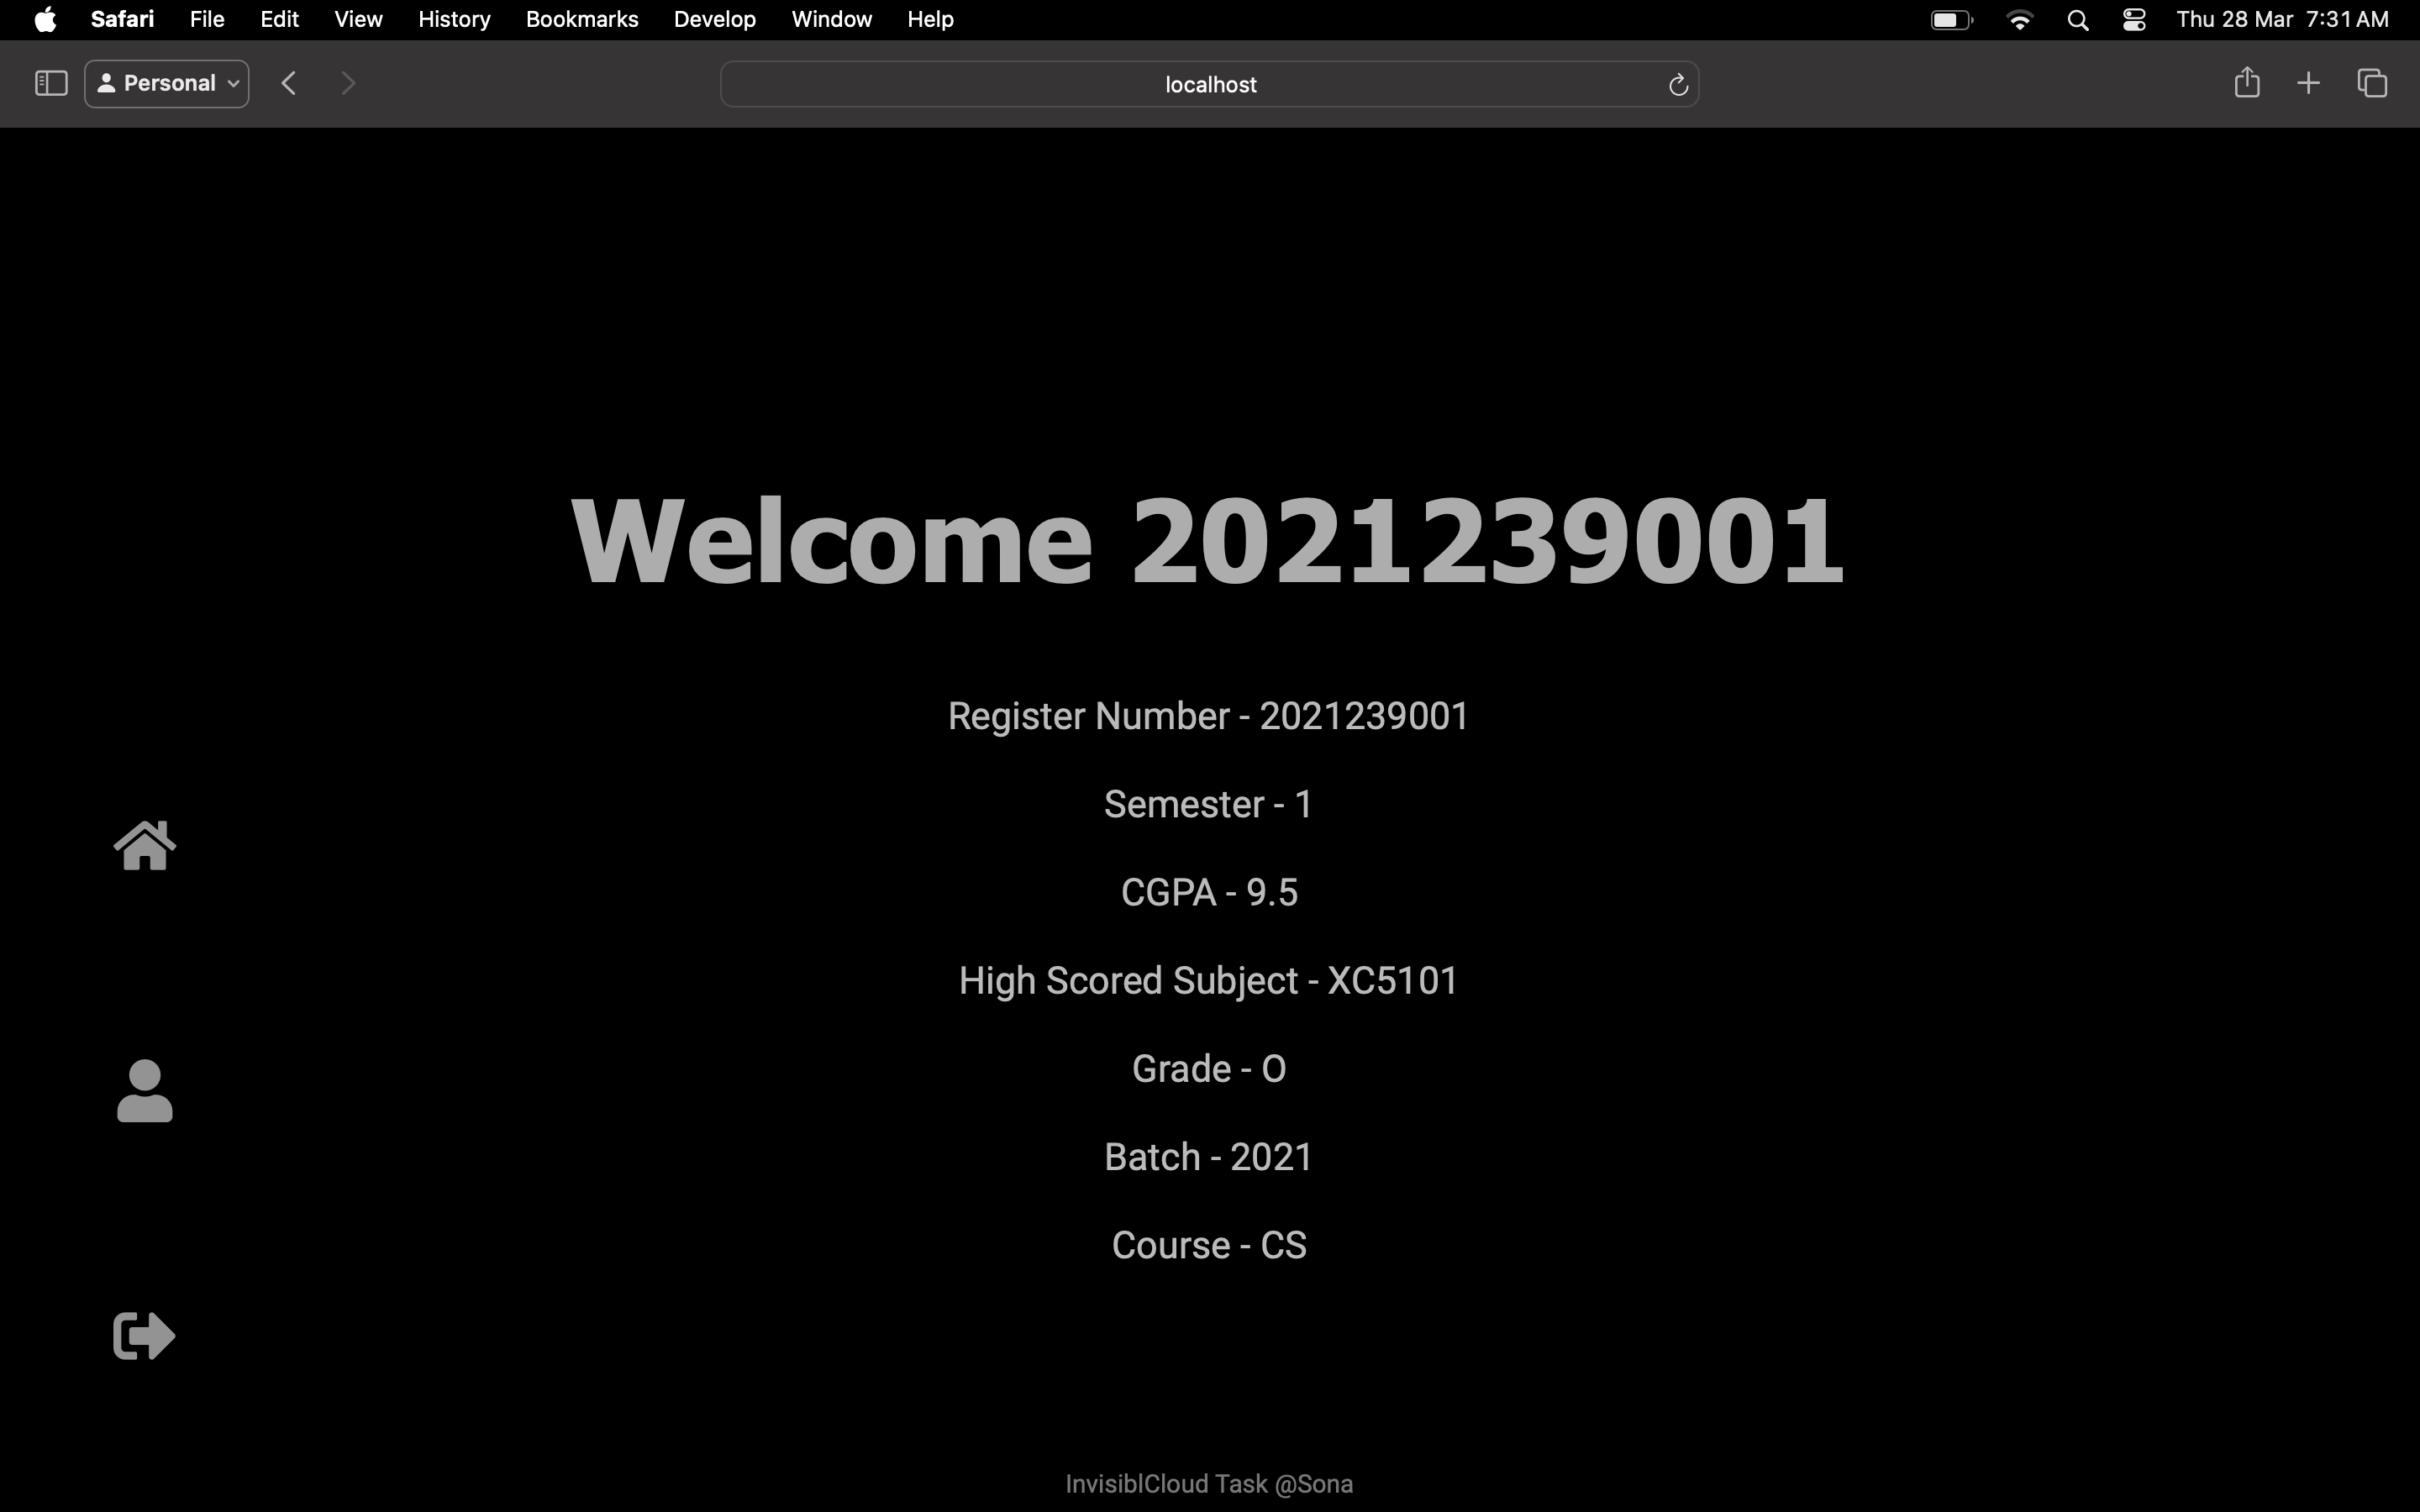 Safari File Edit View History Bookmarks Develop Window Help Thu 28 Mar 7:31 AM
Personal localhost
Welcome 2021239001
Register Number - 2021239001
Semester - 1
CGPA - 9.5
High Scored Subject - XC5101
Grade - O
Batch - 2021
Course - CS
InvisiblCloud Task @Sona